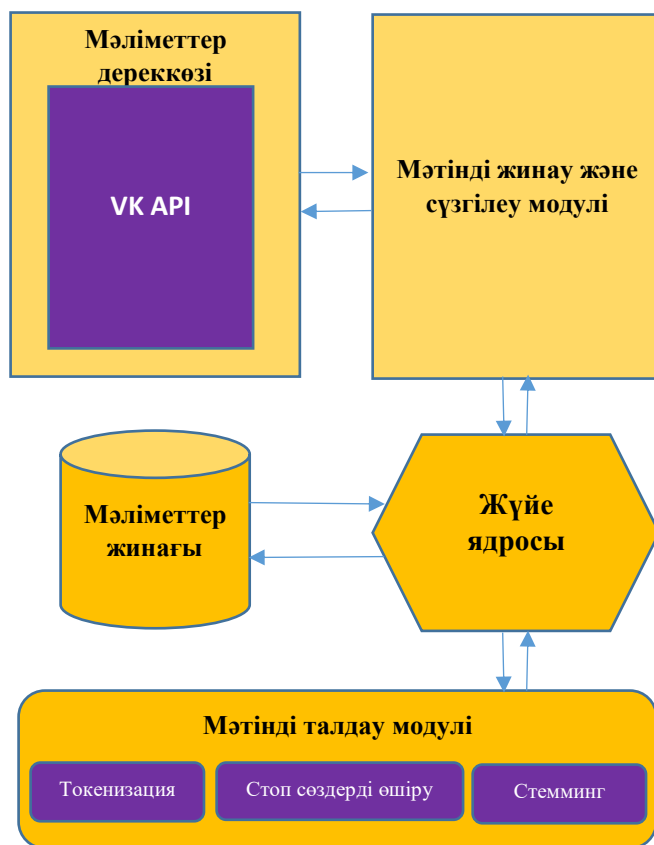 Мәліметтер
дереккөзі
VK API
Мәтінді жинау және
сүзгілеу модулі
Мәліметтер
жинағы
Жүйе
ядросы
Мәтінді талдау модулі
Токенизация
Стоп сөздерді өшіру
Стемминг